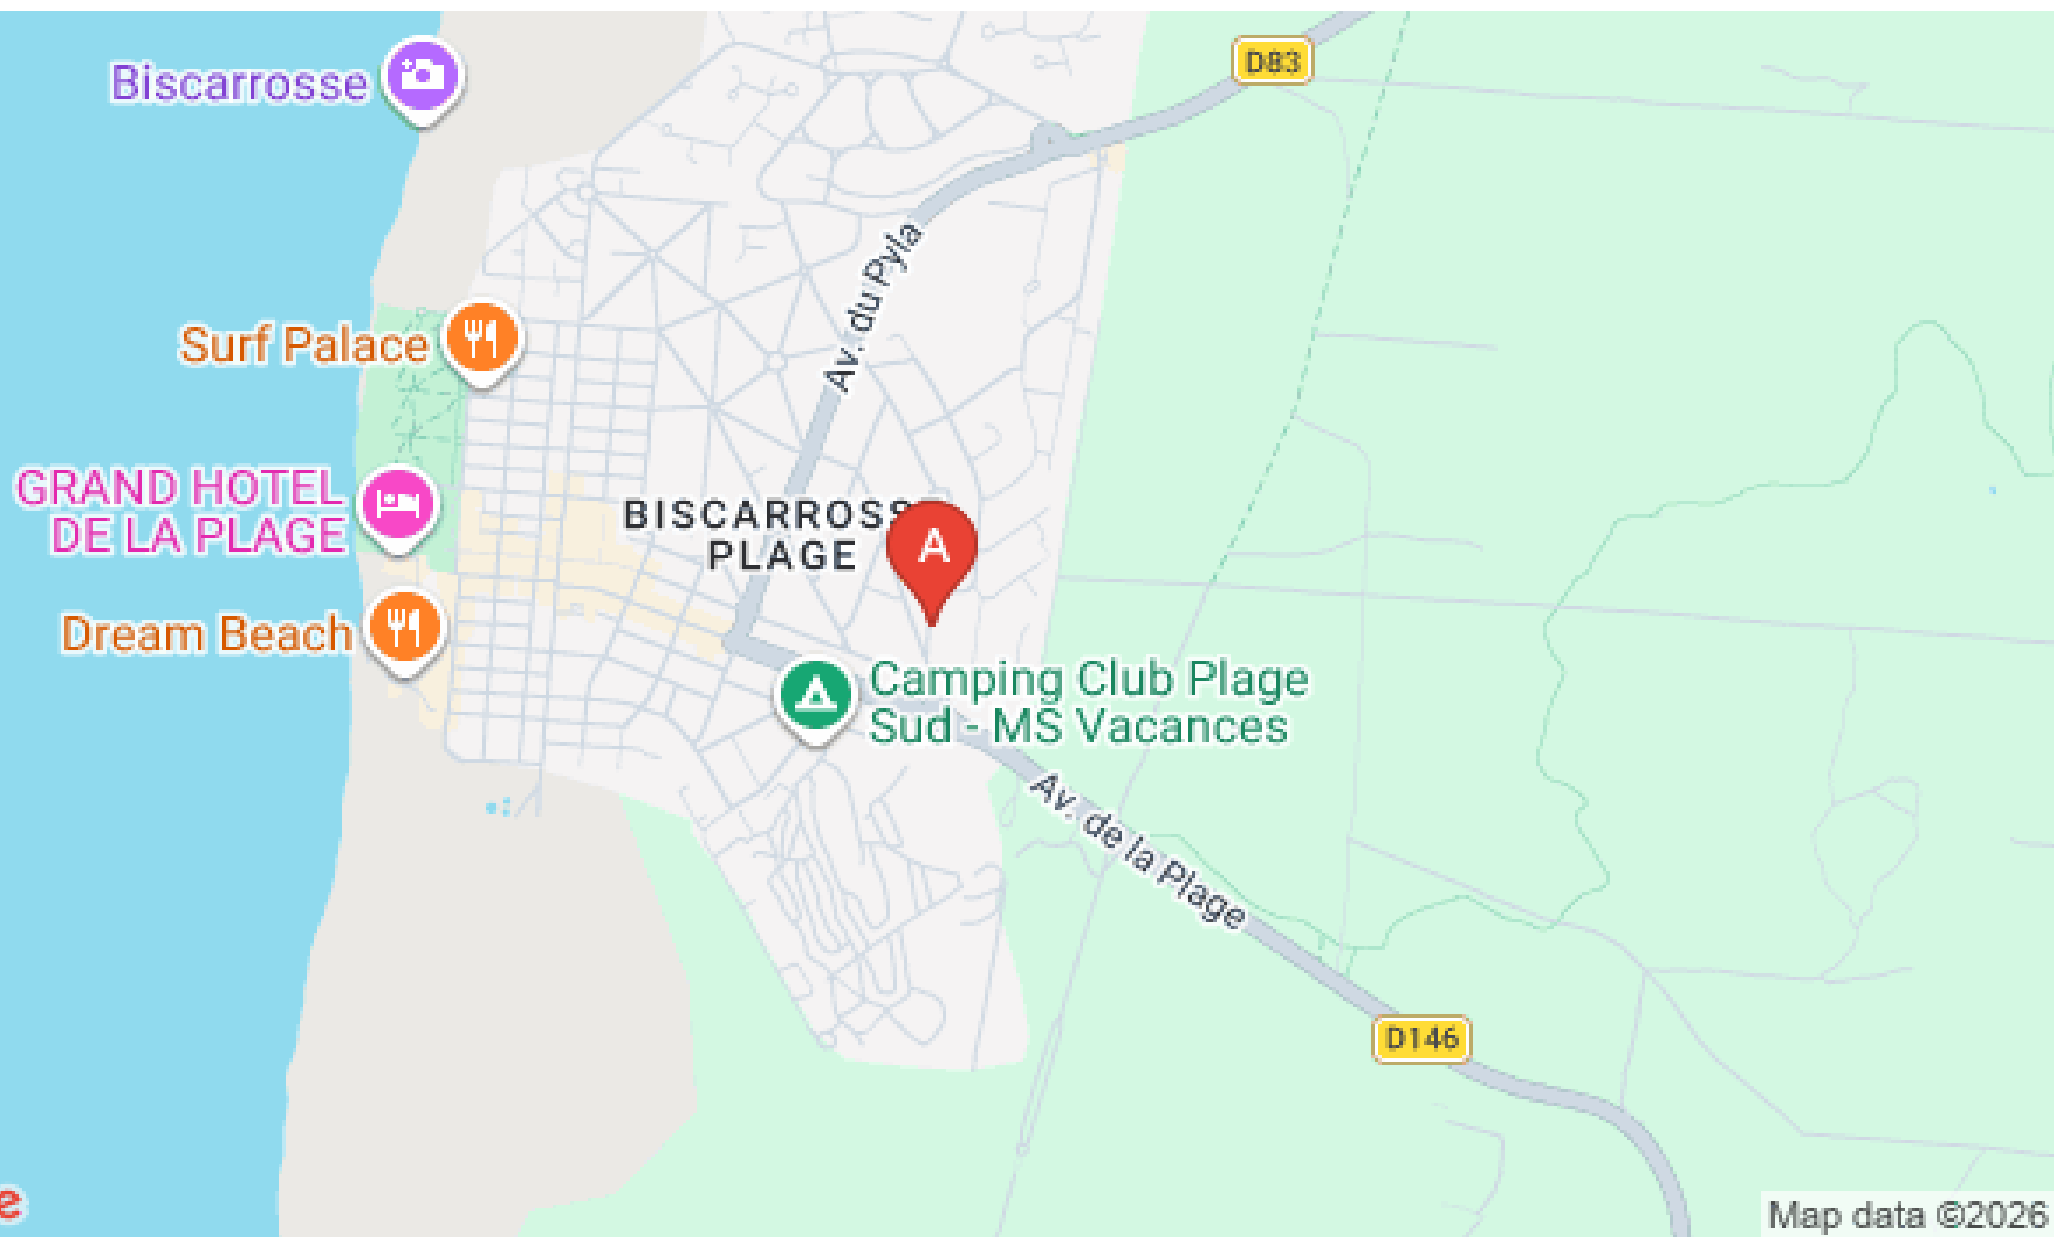 D83
Biscarrosse
Av. du Pyla
Surf Palace
GRAND HOTEL
DE LA PLAGE
BISCARROSSE
PLAGE
A
Dream Beach
Camping Club Plage
Sud - MS Vacances
Av. de la Plage
D146
e
Map data ©2026